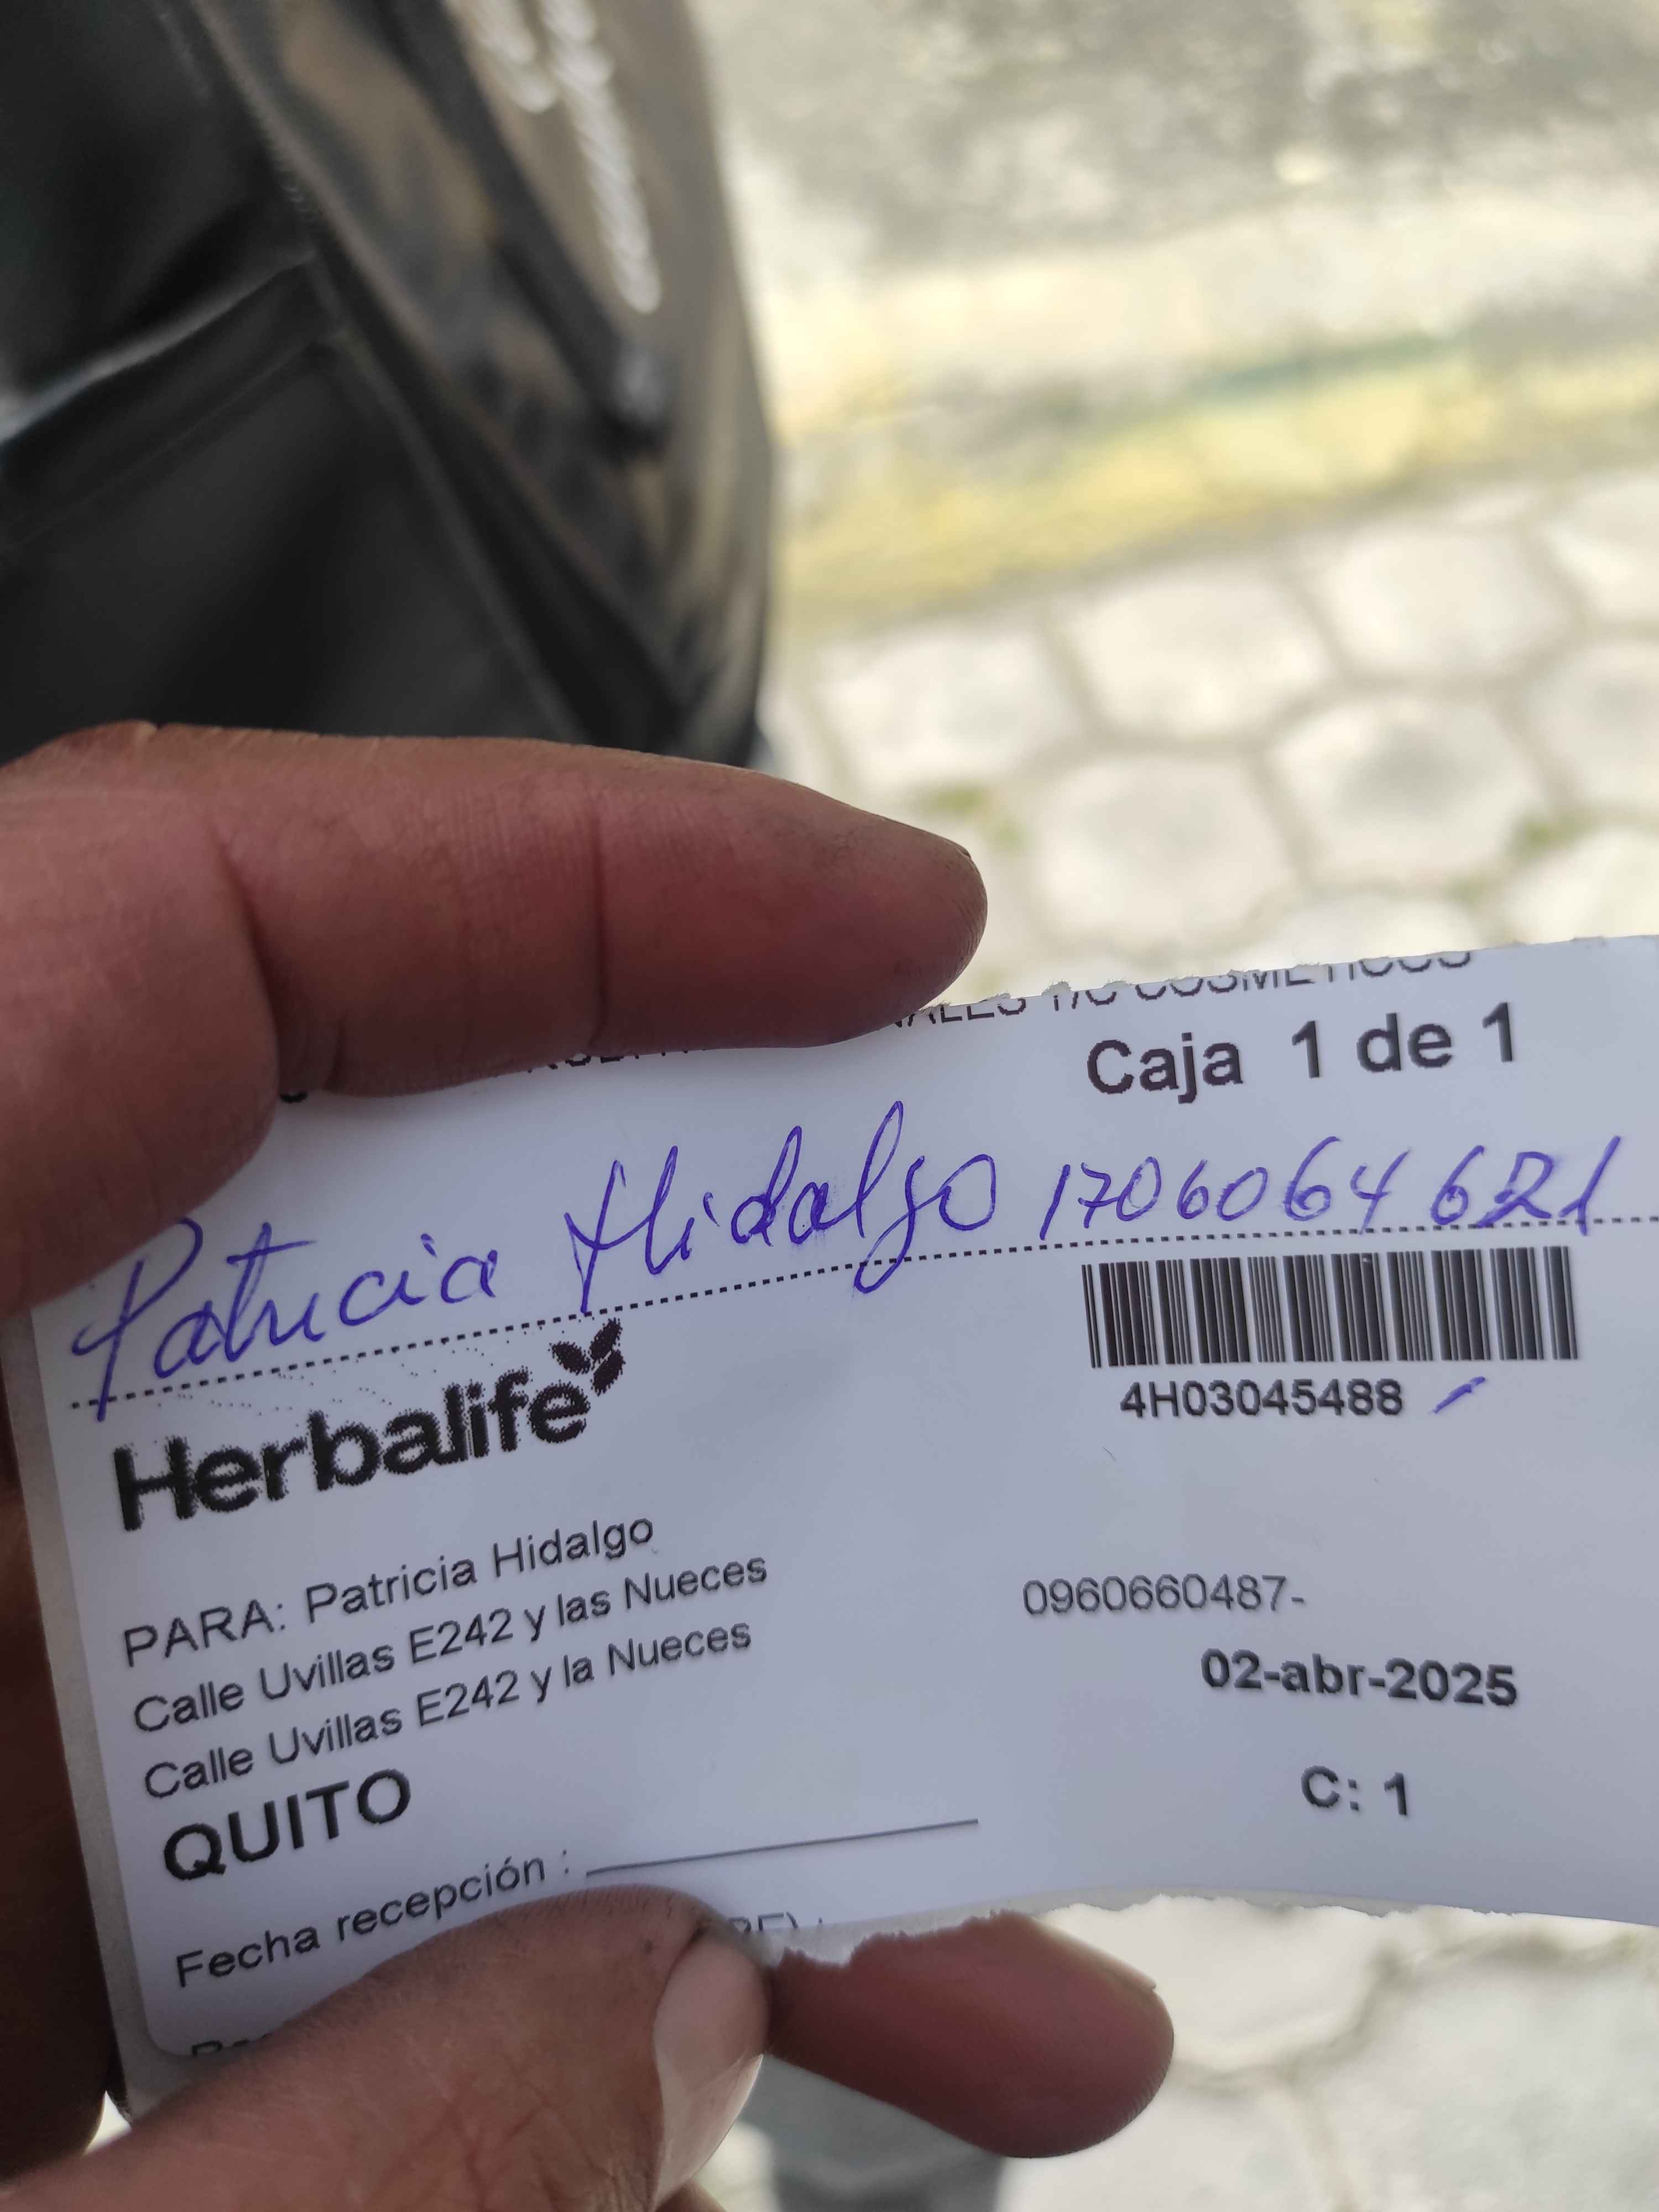 Caja 1 de 1
Patricia Hidalgo 1706064621
4H03045488
Herbalife
PARA: Patricia Hidalgo
Calle Uvillas E242 y las Nueces
0960660487-
Calle Uvillas E242 y la Nueces
02-abr-2025
QUITO
C: 1
Fecha recepción :